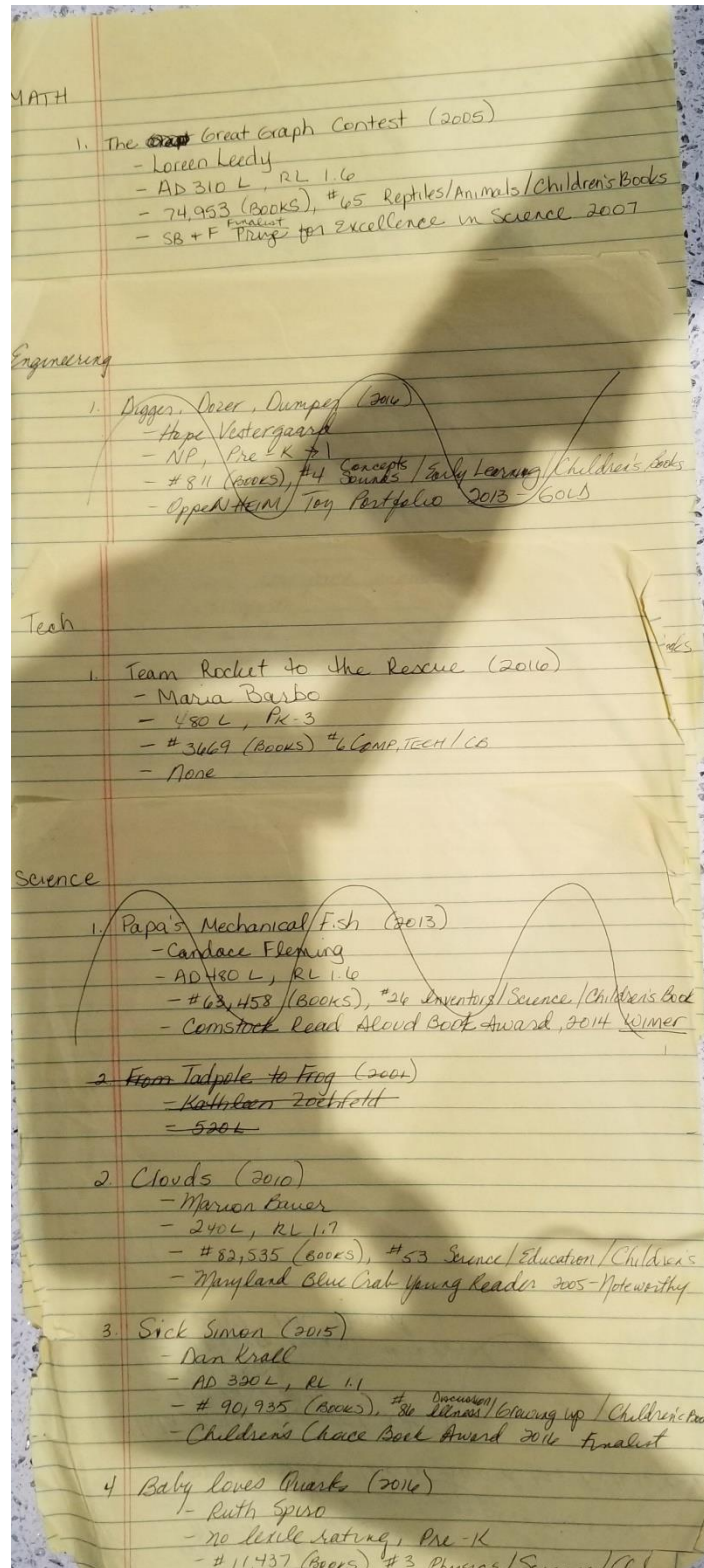 MATH
1. The Great Graph Contest (2005)
- Loreen Leedy
- AD 310 L, RL 1.6
- 74,953 (BOOKS), #65 Reptiles/Animals/Children's Books
- SB + F Finalist Prize for Excellence in Science 2007
Engineering
1. Digger, Dozer, Dumper (2016)
- Hope Vestergaard
- NP, Pre-K → 1
- #811 (BOOKS), #4 Concepts Sounds / Early Learning / Children's Books
- OppeNHEIM Toy Portfolio 2013 - GOLD
Tech
1. Team Rocket to the Rescue (2016)
- Maria Barbo
- 480 L, PK-3
- #3669 (BOOKS) #6 COMP, TECH / CB
- None
Science
1. Papa's Mechanical Fish (2013)
- Candace Fleming
- AD 480 L, RL 1.6
- #63,458 (BOOKS), #26 Inventors/Science/Children's Book
- Comstock Read Aloud Book Award, 2014 Winner
2. From Tadpole to Frog (2001)
- Kathleen Zoehfeld
- 520 L
2 Clouds (2010)
- Marion Bauer
- 240 L, RL 1.7
- #82,535 (BOOKS), #53 Science/Education/Children's
- Maryland Blue Crab Young Reader 2005 - Noteworthy
3. Sick Simon (2015)
- Dan Krall
- AD 320 L, RL 1.1
- # 90,935 (BOOKS), #86 Discussion Illness/Growing up / Children's Boo
- Children's Choice Book Award 2016 Finalist
4 Baby loves Quarks (2016)
- Ruth Spiro
- no lexile rating, Pre-K
- #11437 (Books) #3 Physics /